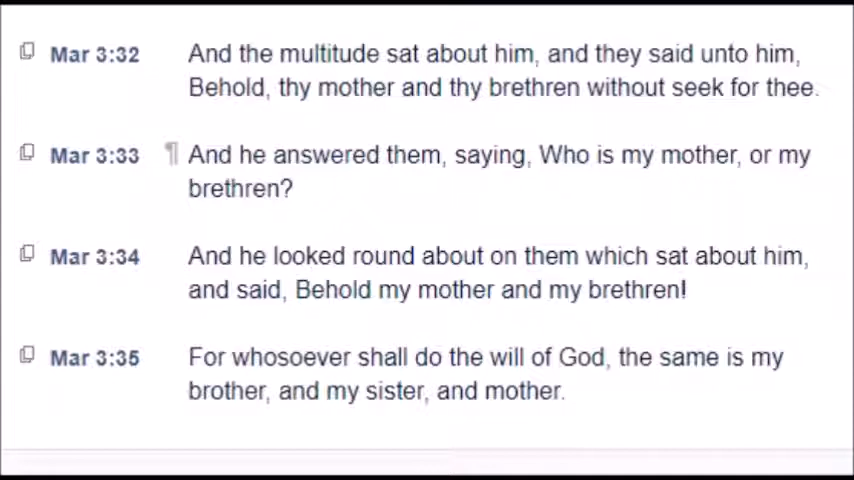 Mar 3:32 And the multitude sat about him, and they said unto him,
Behold, thy mother and thy brethren without seek for thee.
Mar 3:33 ¶ And he answered them, saying, Who is my mother, or my
brethren?
Mar 3:34 And he looked round about on them which sat about him,
and said, Behold my mother and my brethren!
Mar 3:35 For whosoever shall do the will of God, the same is my
brother, and my sister, and mother.